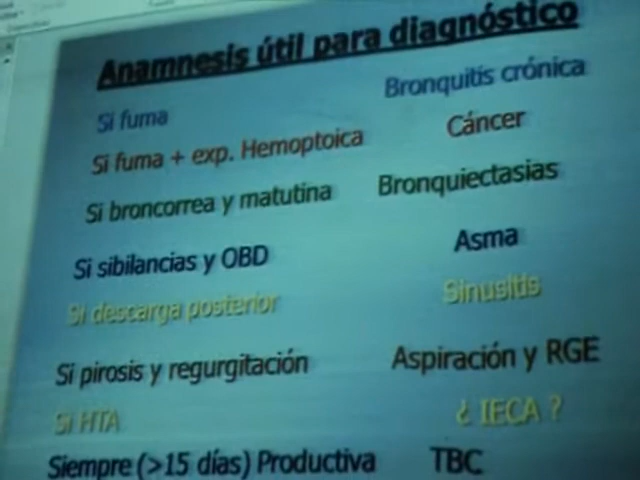 Anamnesis útil para diagnóstico
Si fuma Bronquitis crónica
Si fuma + exp. Hemoptoica Cáncer
Si broncorrea y matutina Bronquiectasias
Si sibilancias y OBD Asma
Si descarga posterior Sinusitis
Si pirosis y regurgitación Aspiración y RGE
Si HTA ¿ IECA ?
Siempre (>15 días) Productiva TBC